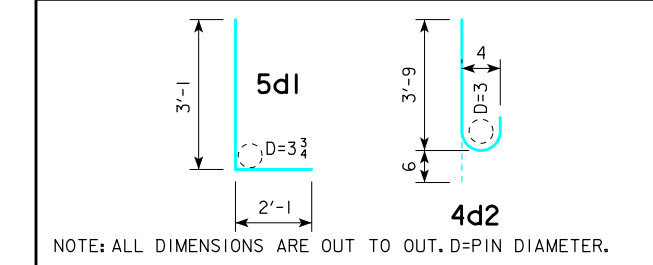 3'-1
5d1
D=3 3/4
2'-1
3'-9
4
D=3
6
4d2
NOTE: ALL DIMENSIONS ARE OUT TO OUT. D=PIN DIAMETER.